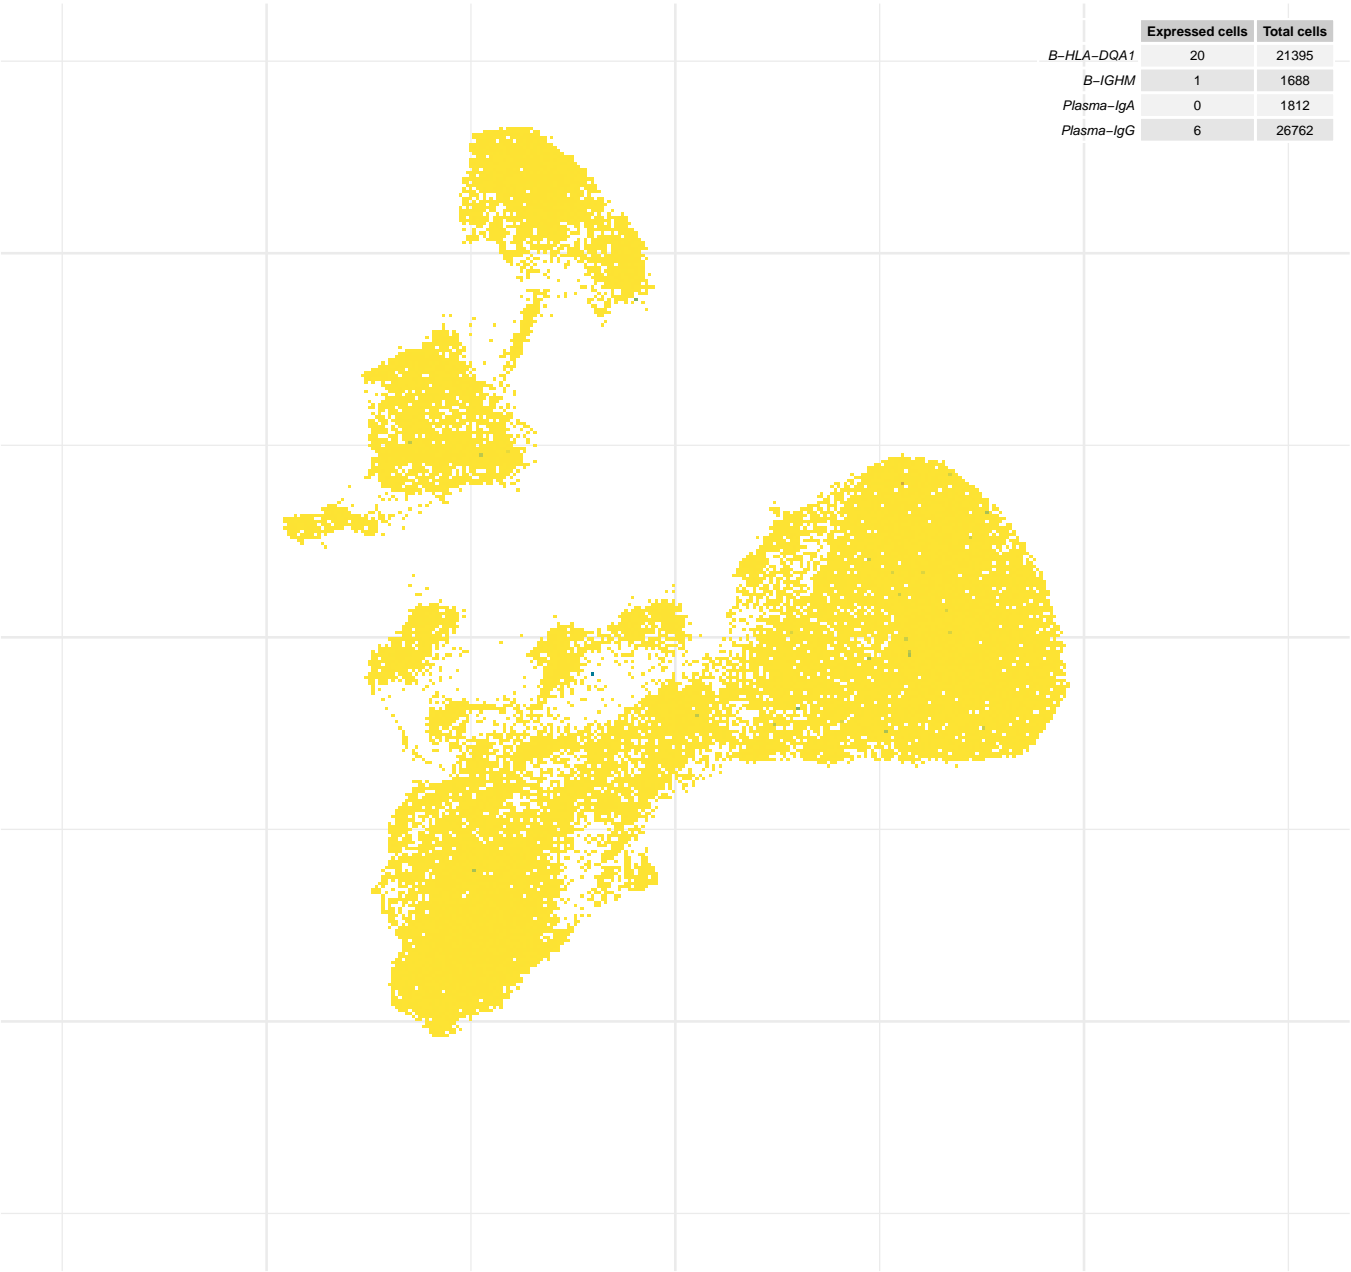 Expressed cells Total cells
B−HLA−DQA1 20 21395
B−IGHM 1 1688
Plasma−IgA 0 1812
Plasma−IgG 6 26762